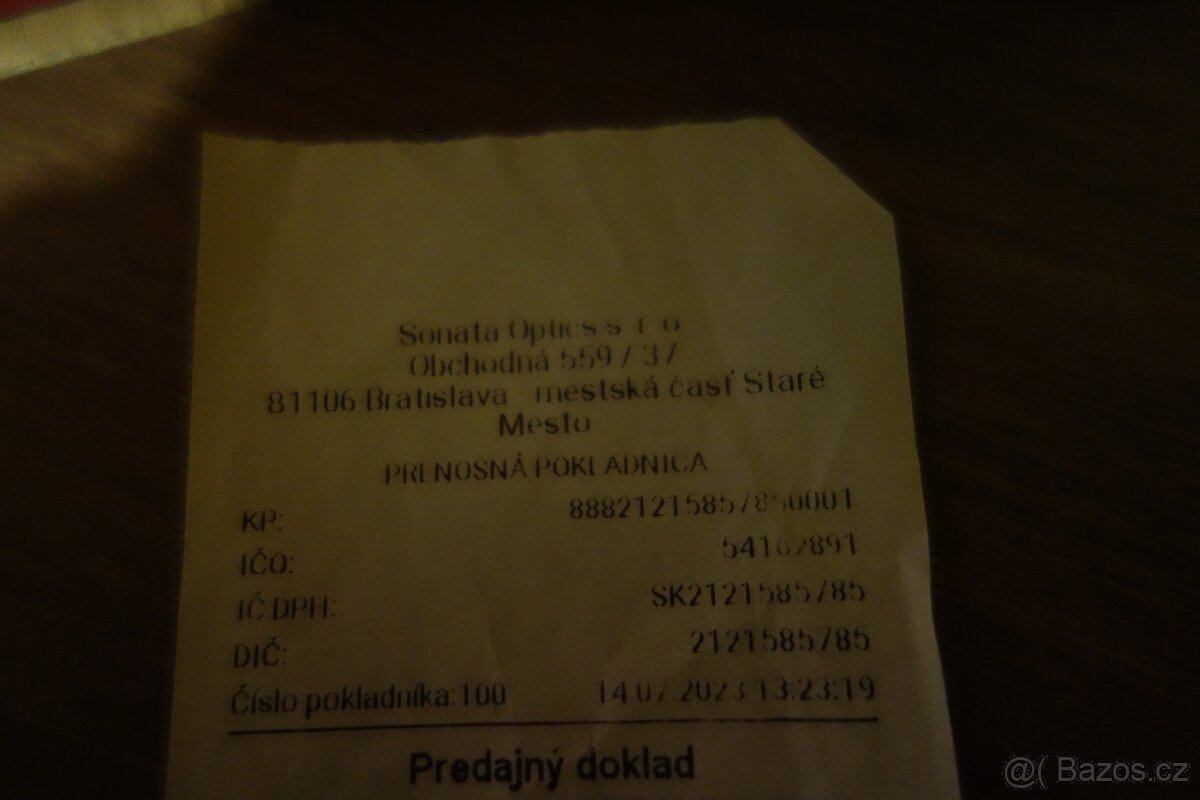 Sonata Optics s r o
Obchodná 559 / 37
81106 Bratislava mestská časť Staré
Mesto
PRENOSNÁ POKLADNICA
KP: 88821215857850001
IČO:
IČ DPH: SK2121585785
DIČ: 2121585785
Číslo pokladníka:100 14 07 2023 13:23:19
Predajný doklad
@( Bazos.cz